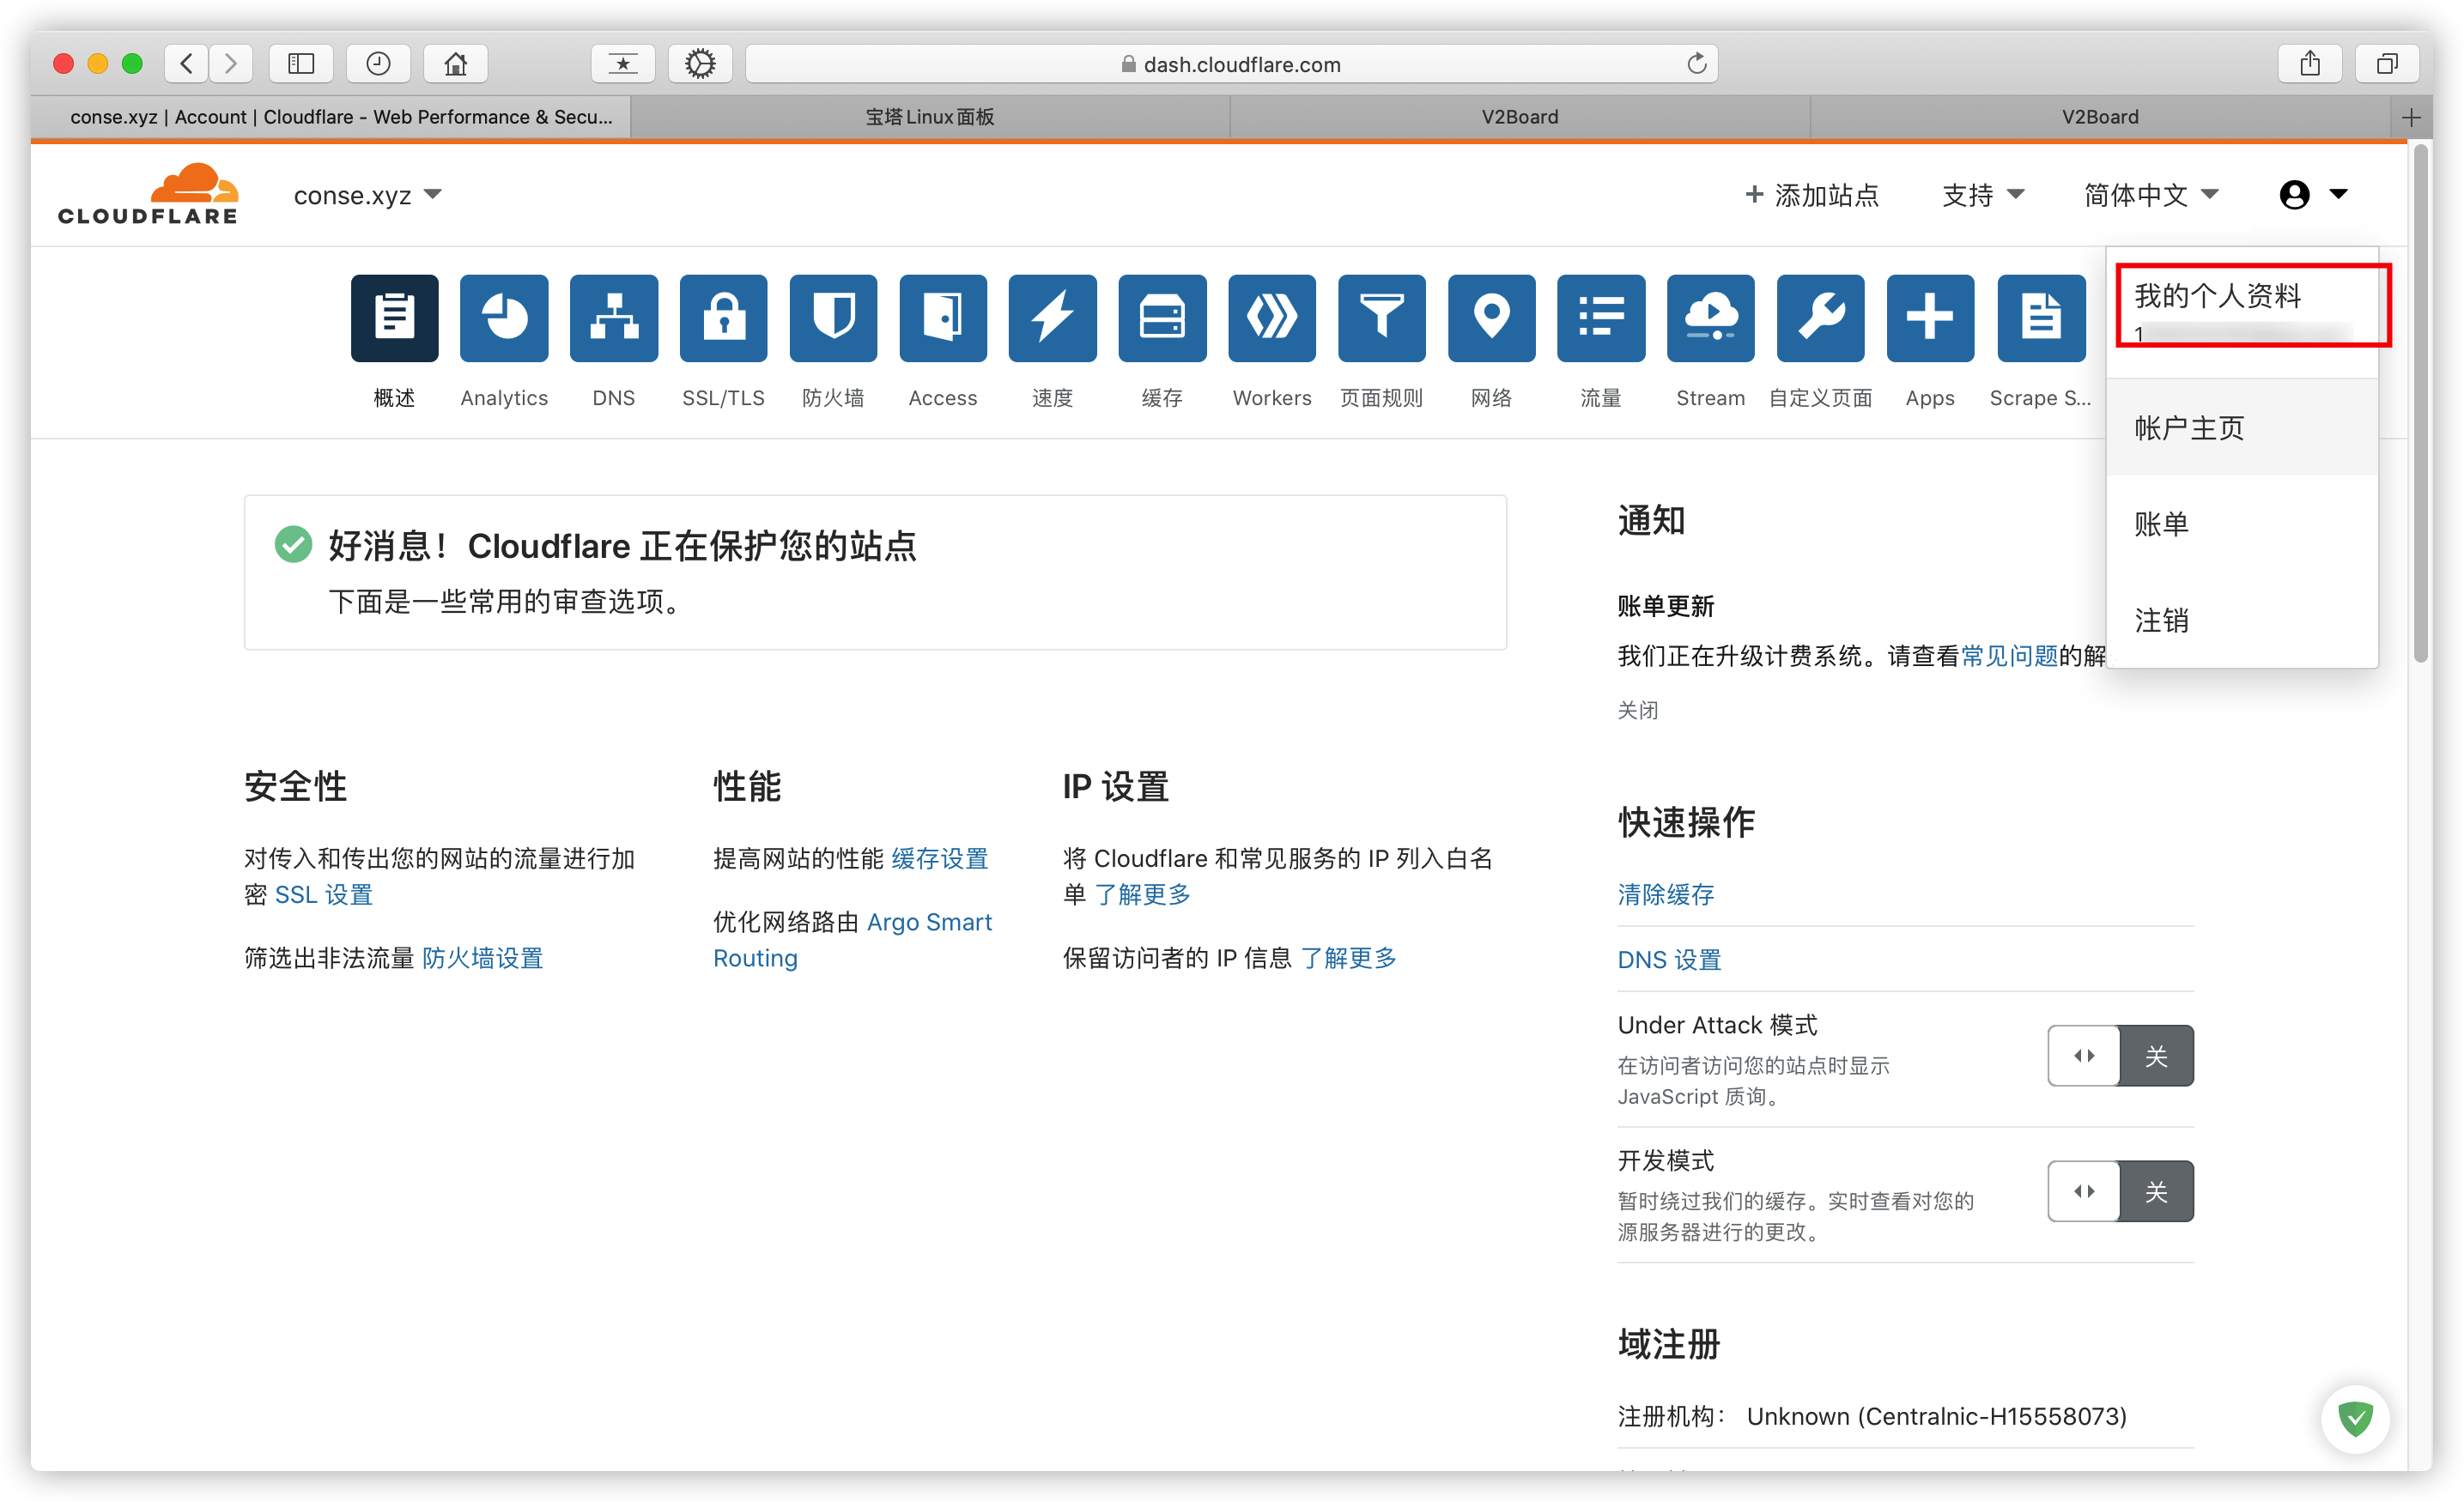 dash.cloudflare.com
conse.xyz | Account | Cloudflare - Web Performance & Secu...
宝塔Linux面板
V2Board
V2Board
CLOUDFLARE
conse.xyz
+ 添加站点
支持
简体中文
我的个人资料
1
帐户主页
账单
注销
概述
Analytics
DNS
SSL/TLS
防火墙
Access
速度
缓存
Workers
页面规则
网络
流量
Stream
自定义页面
Apps
Scrape S...
好消息！Cloudflare 正在保护您的站点
下面是一些常用的审查选项。
安全性
对传入和传出您的网站的流量进行加
密 SSL 设置
筛选出非法流量 防火墙设置
性能
提高网站的性能 缓存设置
优化网络路由 Argo Smart
Routing
IP 设置
将 Cloudflare 和常见服务的 IP 列入白名
单 了解更多
保留访问者的 IP 信息 了解更多
通知
账单更新
我们正在升级计费系统。请查看常见问题的解
关闭
快速操作
清除缓存
DNS 设置
Under Attack 模式
在访问者访问您的站点时显示
JavaScript 质询。
关
开发模式
暂时绕过我们的缓存。实时查看对您的
源服务器进行的更改。
关
域注册
注册机构： Unknown (Centralnic-H15558073)